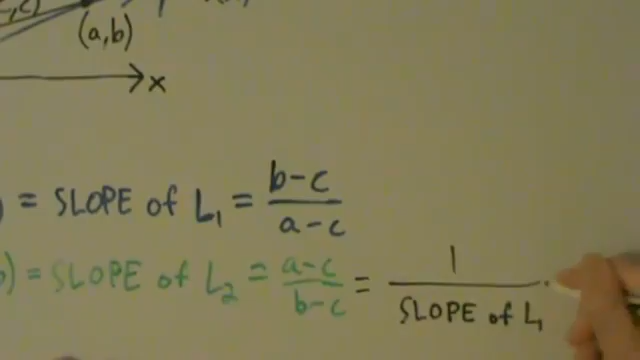 ,c)
(a,b)
x
) = SLOPE of L₁ = b-c / a-c
) = SLOPE of L₂ = a-c / b-c = 1 / SLOPE of L₁